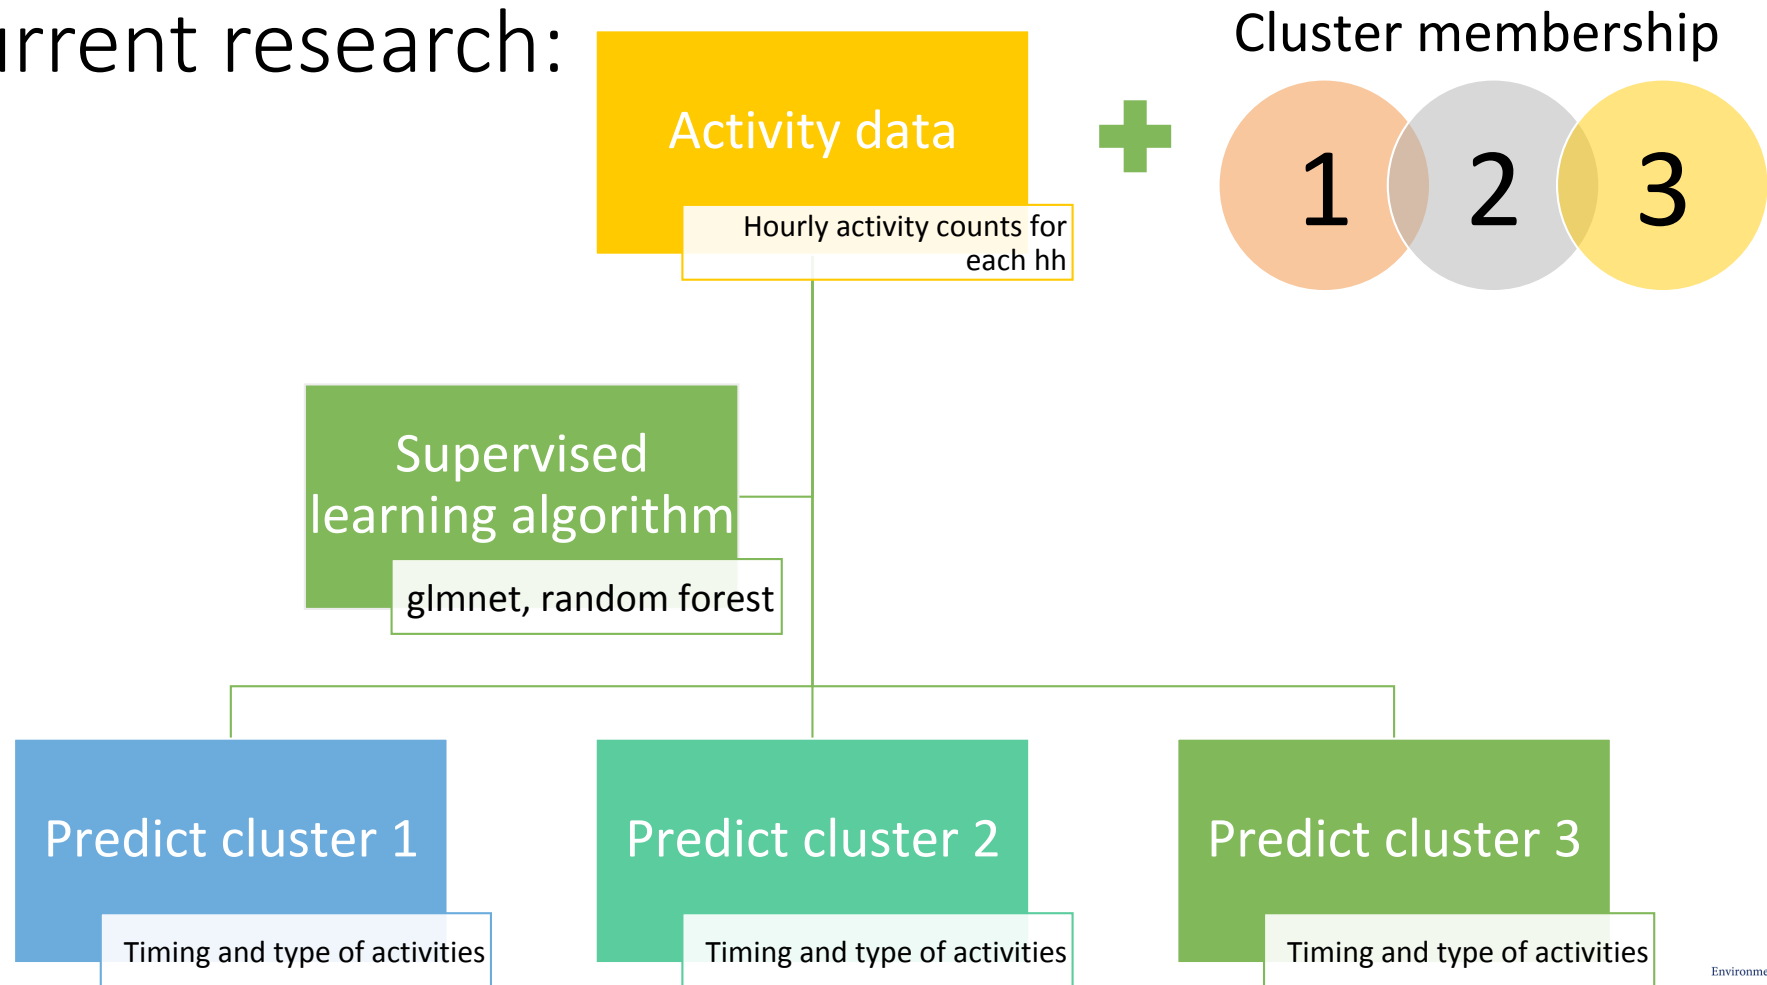 urrent research:
Cluster membership
Activity data
1 2 3
Hourly activity counts for
each hh
Supervised
learning algorithm
glmnet, random forest
Predict cluster 1
Predict cluster 2
Predict cluster 3
Timing and type of activities
Timing and type of activities
Timing and type of activities
Environme